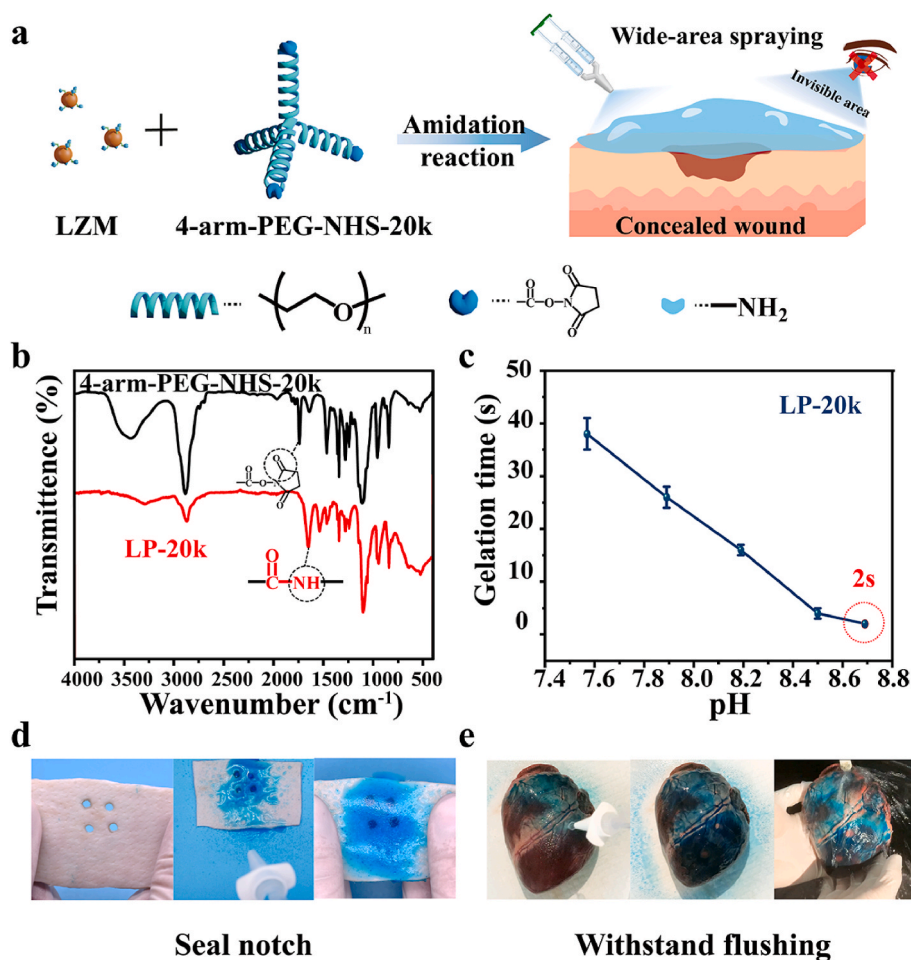 a
Wide-area spraying
Invisible area
LZM
4-arm-PEG-NHS-20k
Amidation
reaction
Concealed wound
O
n
O
C
O
N
O
O
NH2
b
Transmittence (%)
4-arm-PEG-NHS-20k
O
C
O
O
O
LP-20k
O
C
NH
4000 3500 3000 2500 2000 1500 1000 500
Wavenumber (cm-1)
c
Gelation time (s)
50
40
30
20
10
0
LP-20k
2s
7.4 7.6 7.8 8.0 8.2 8.4 8.6 8.8
pH
d
Seal notch
e
Withstand flushing